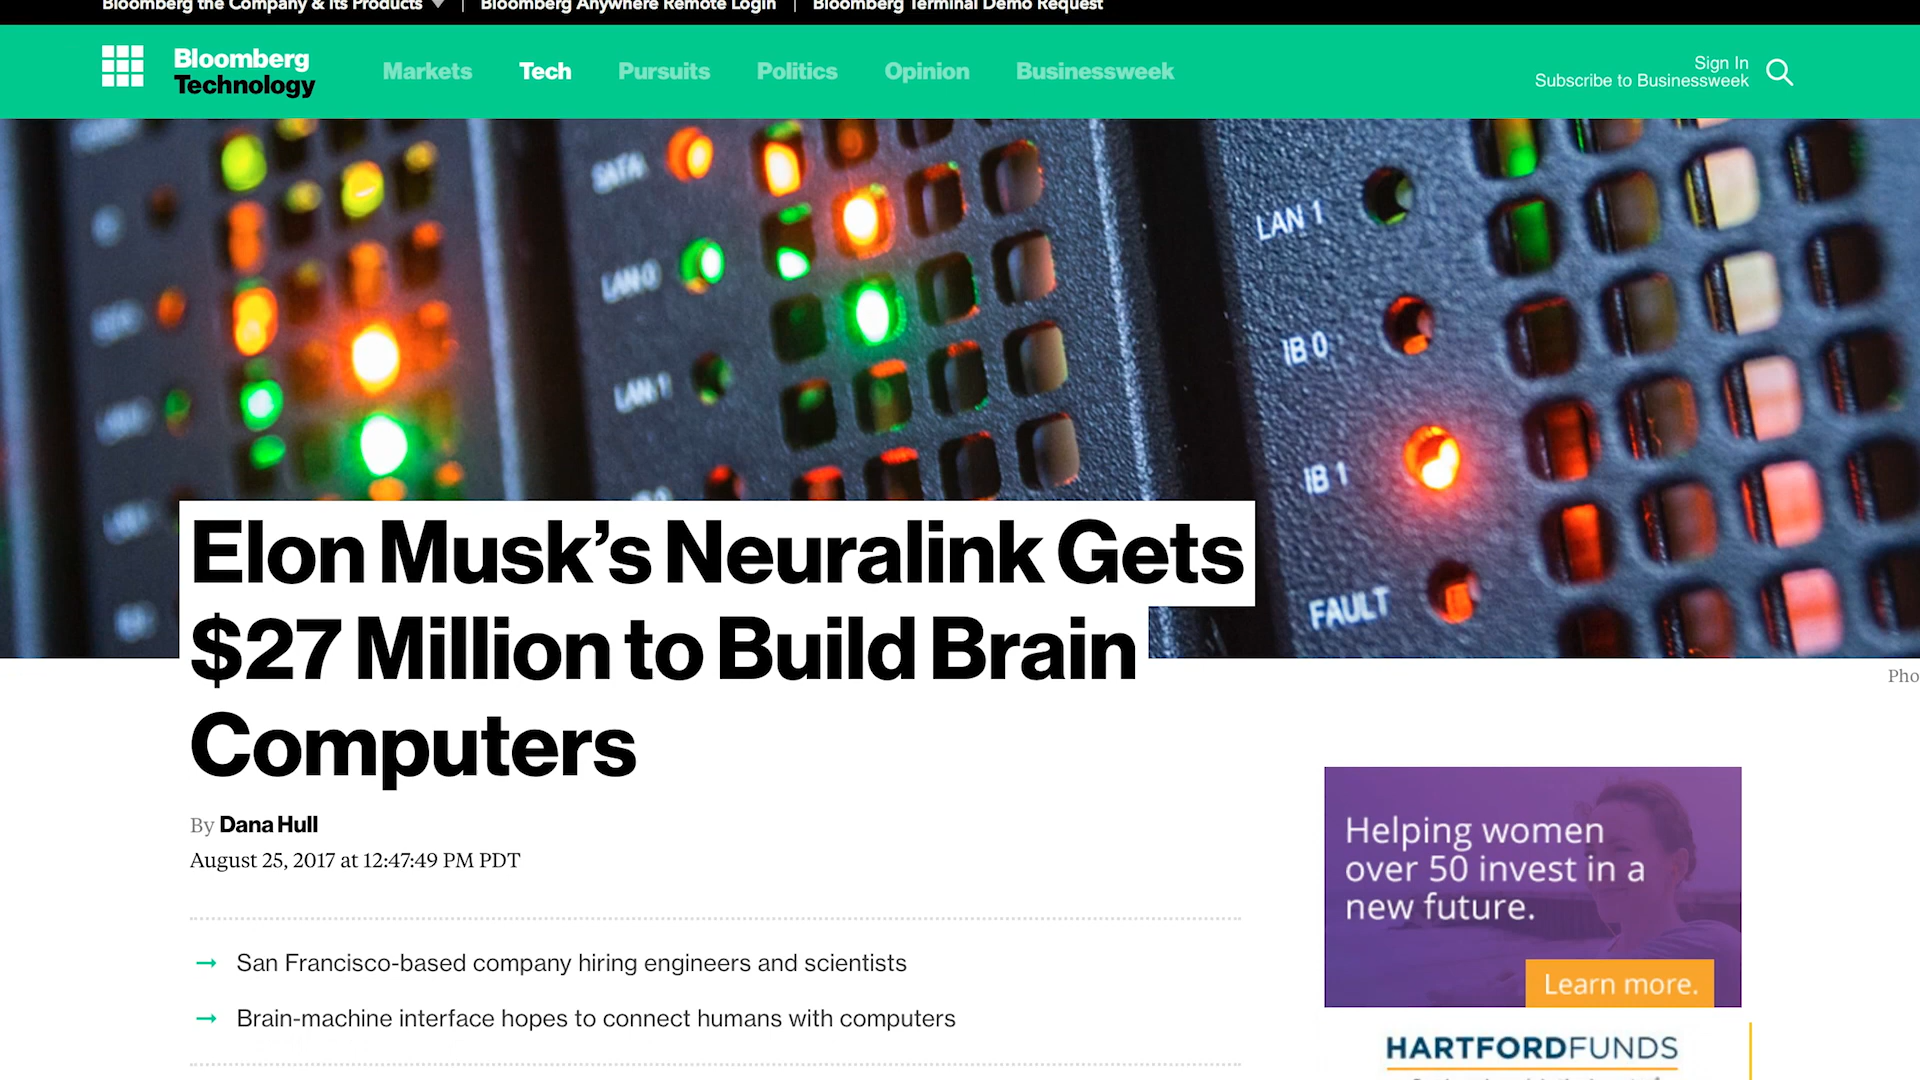 Bloomberg the Company & Its Products
Bloomberg Anywhere Remote Login
Bloomberg Terminal Demo Request
Bloomberg
Technology
Markets
Tech
Pursuits
Politics
Opinion
Businessweek
Sign In
Subscribe to Businessweek
SATA
LAN 0
LAN 1
LAN 1
IB 0
IB 1
FAULT
Elon Musk’s Neuralink Gets
$27 Million to Build Brain
Computers
Pho
By Dana Hull
August 25, 2017 at 12:47:49 PM PDT
→ San Francisco-based company hiring engineers and scientists
→ Brain-machine interface hopes to connect humans with computers
Helping women
over 50 invest in a
new future.
Learn more.
HARTFORDFUNDS